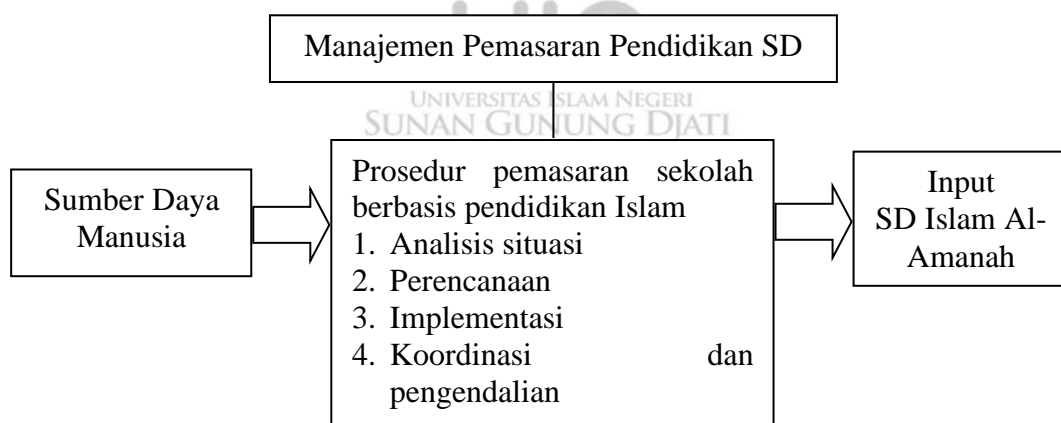 Manajemen Pemasaran Pendidikan SD
UNIVERSITAS ISLAM NEGERI
SUNAN GUNUNG DJATI
Sumber Daya
Manusia
Prosedur pemasaran sekolah
berbasis pendidikan Islam
1. Analisis situasi
2. Perencanaan
3. Implementasi
4. Koordinasi dan
pengendalian
Input
SD Islam Al-
Amanah